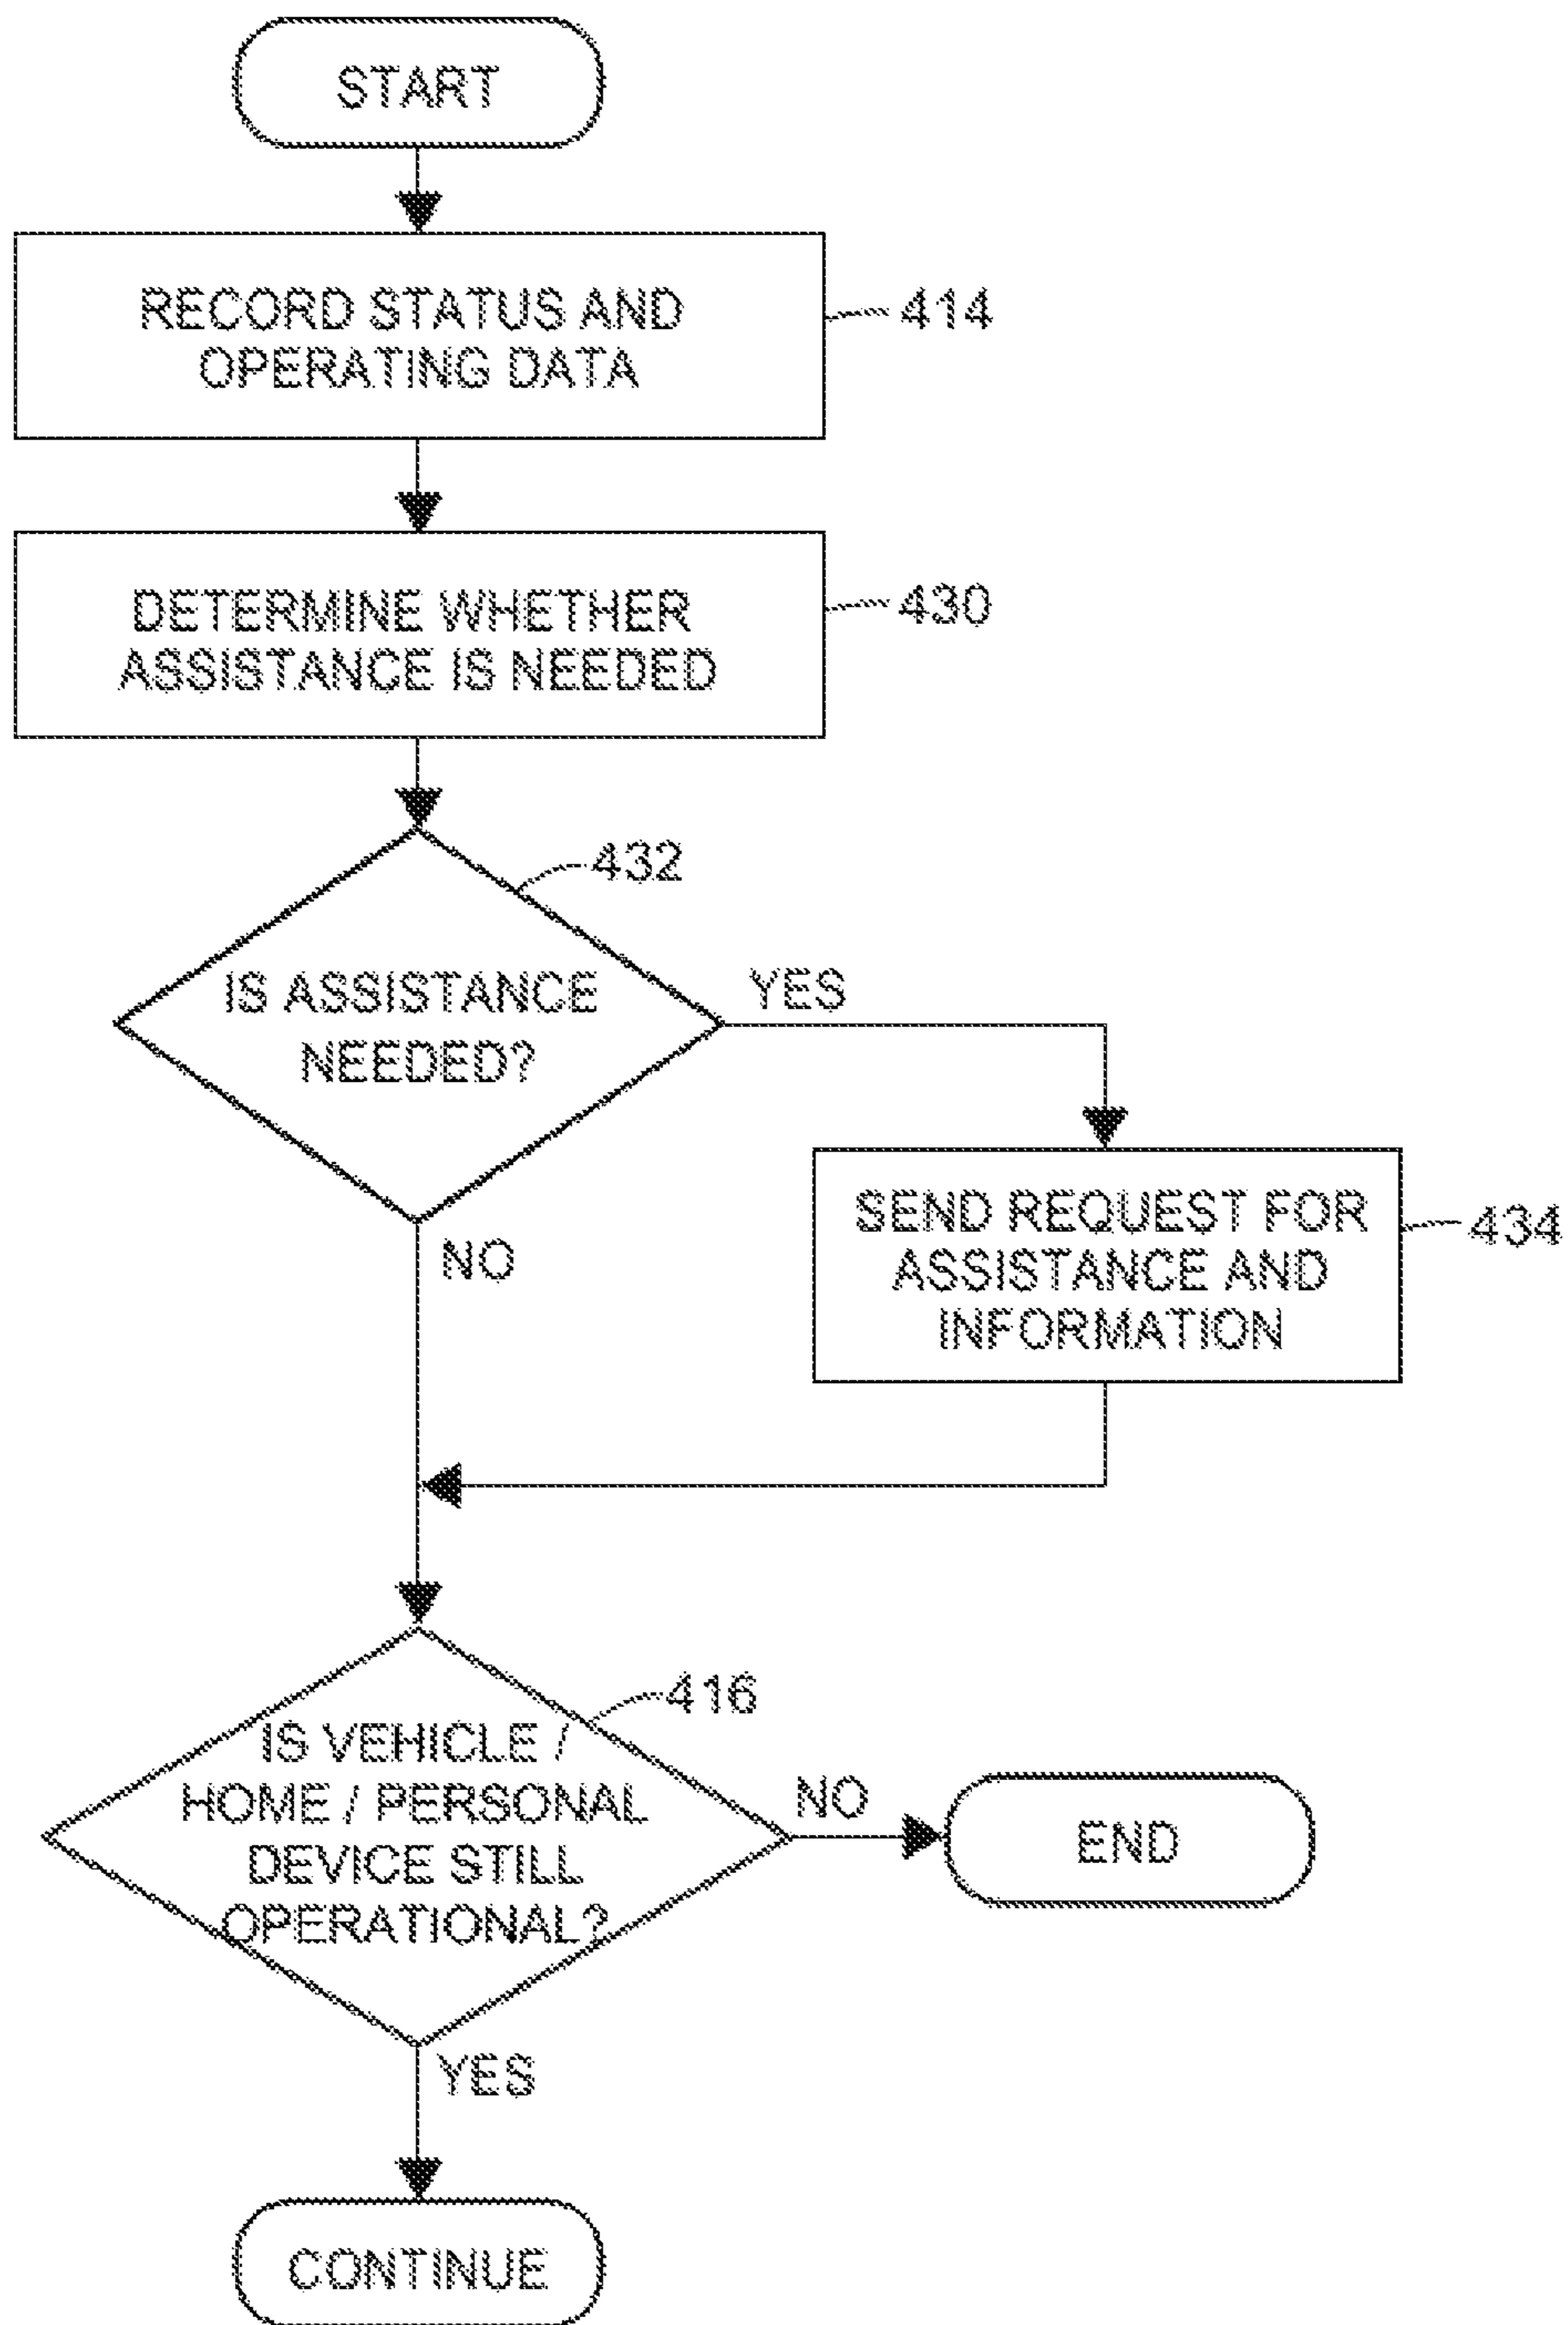 START
RECORD STATUS AND
OPERATING DATA
414
DETERMINE WHETHER
ASSISTANCE IS NEEDED
430
432
IS ASSISTANCE
NEEDED?
YES
NO
SEND REQUEST FOR
ASSISTANCE AND
INFORMATION
434
416
IS VEHICLE /
HOME / PERSONAL
DEVICE STILL
OPERATIONAL?
NO
END
YES
CONTINUE